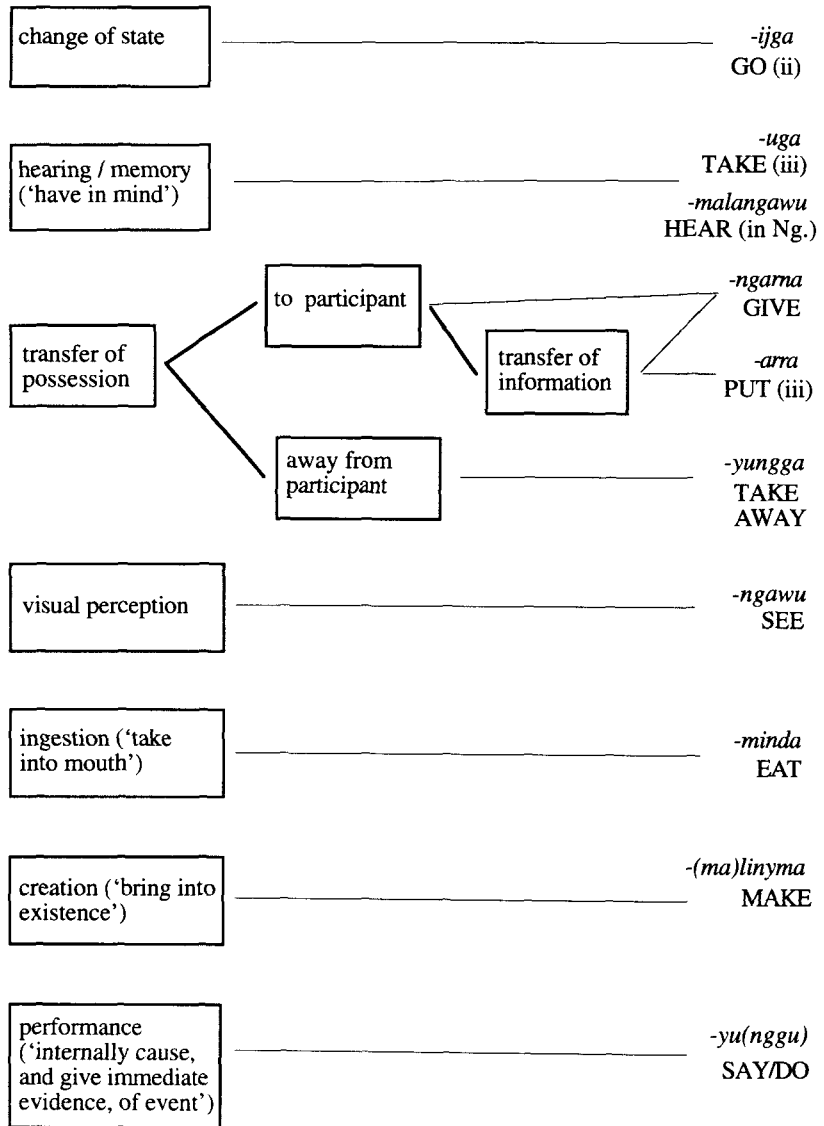 change of state
-ijga
GO (ii)
hearing / memory
('have in mind')
-uga
TAKE (iii)
-malangawu
HEAR (in Ng.)
transfer of
possession
to participant
transfer of
information
-ngarna
GIVE
-arra
PUT (iii)
away from
participant
-yungga
TAKE
AWAY
visual perception
-ngawu
SEE
ingestion ('take
into mouth')
-minda
EAT
creation ('bring into
existence')
-(ma)linyma
MAKE
performance
('internally cause,
and give immediate
evidence, of event')
-yu(nggu)
SAY/DO